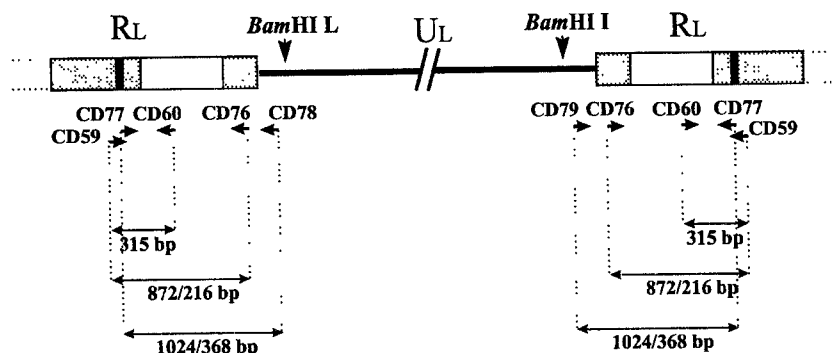 RL BamHI L UL BamHI I RL
CD77 CD60 CD76 CD78 CD79 CD76 CD60 CD77
CD59 CD59
315 bp 315 bp
872/216 bp 872/216 bp
1024/368 bp 1024/368 bp